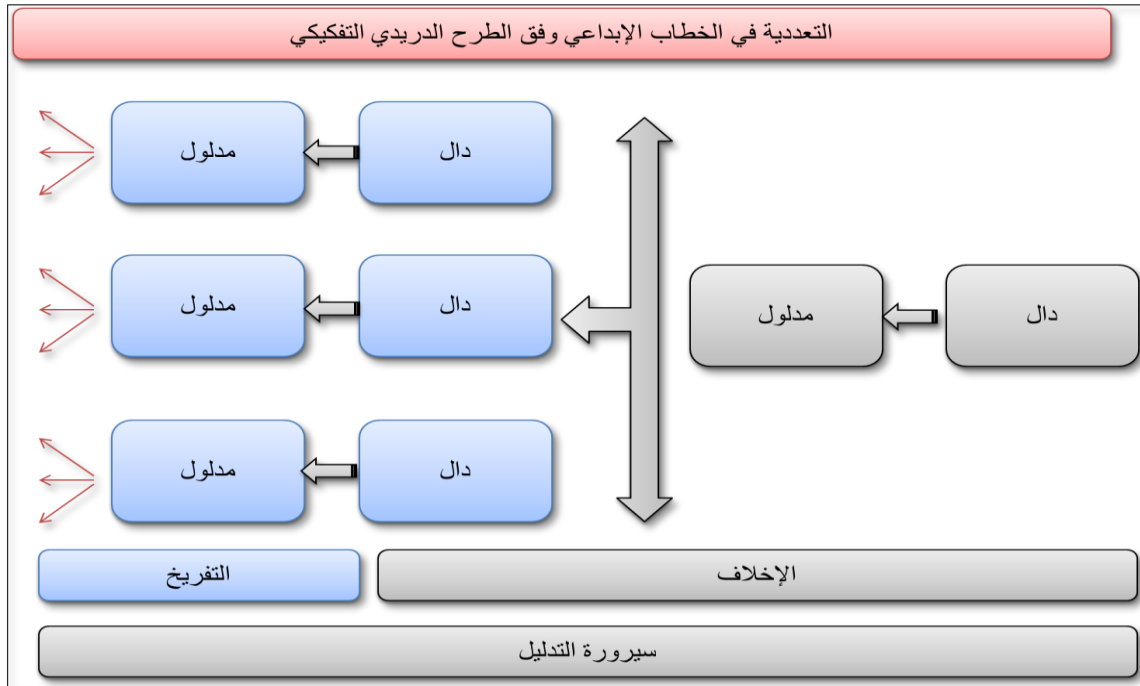 التعددية في الخطاب الإبداعي وفق الطرح الدريدي التفكيكي
دال
مدلول
دال
مدلول
دال
مدلول
دال
مدلول
الإخلاف
التفريخ
سيرورة التدليل